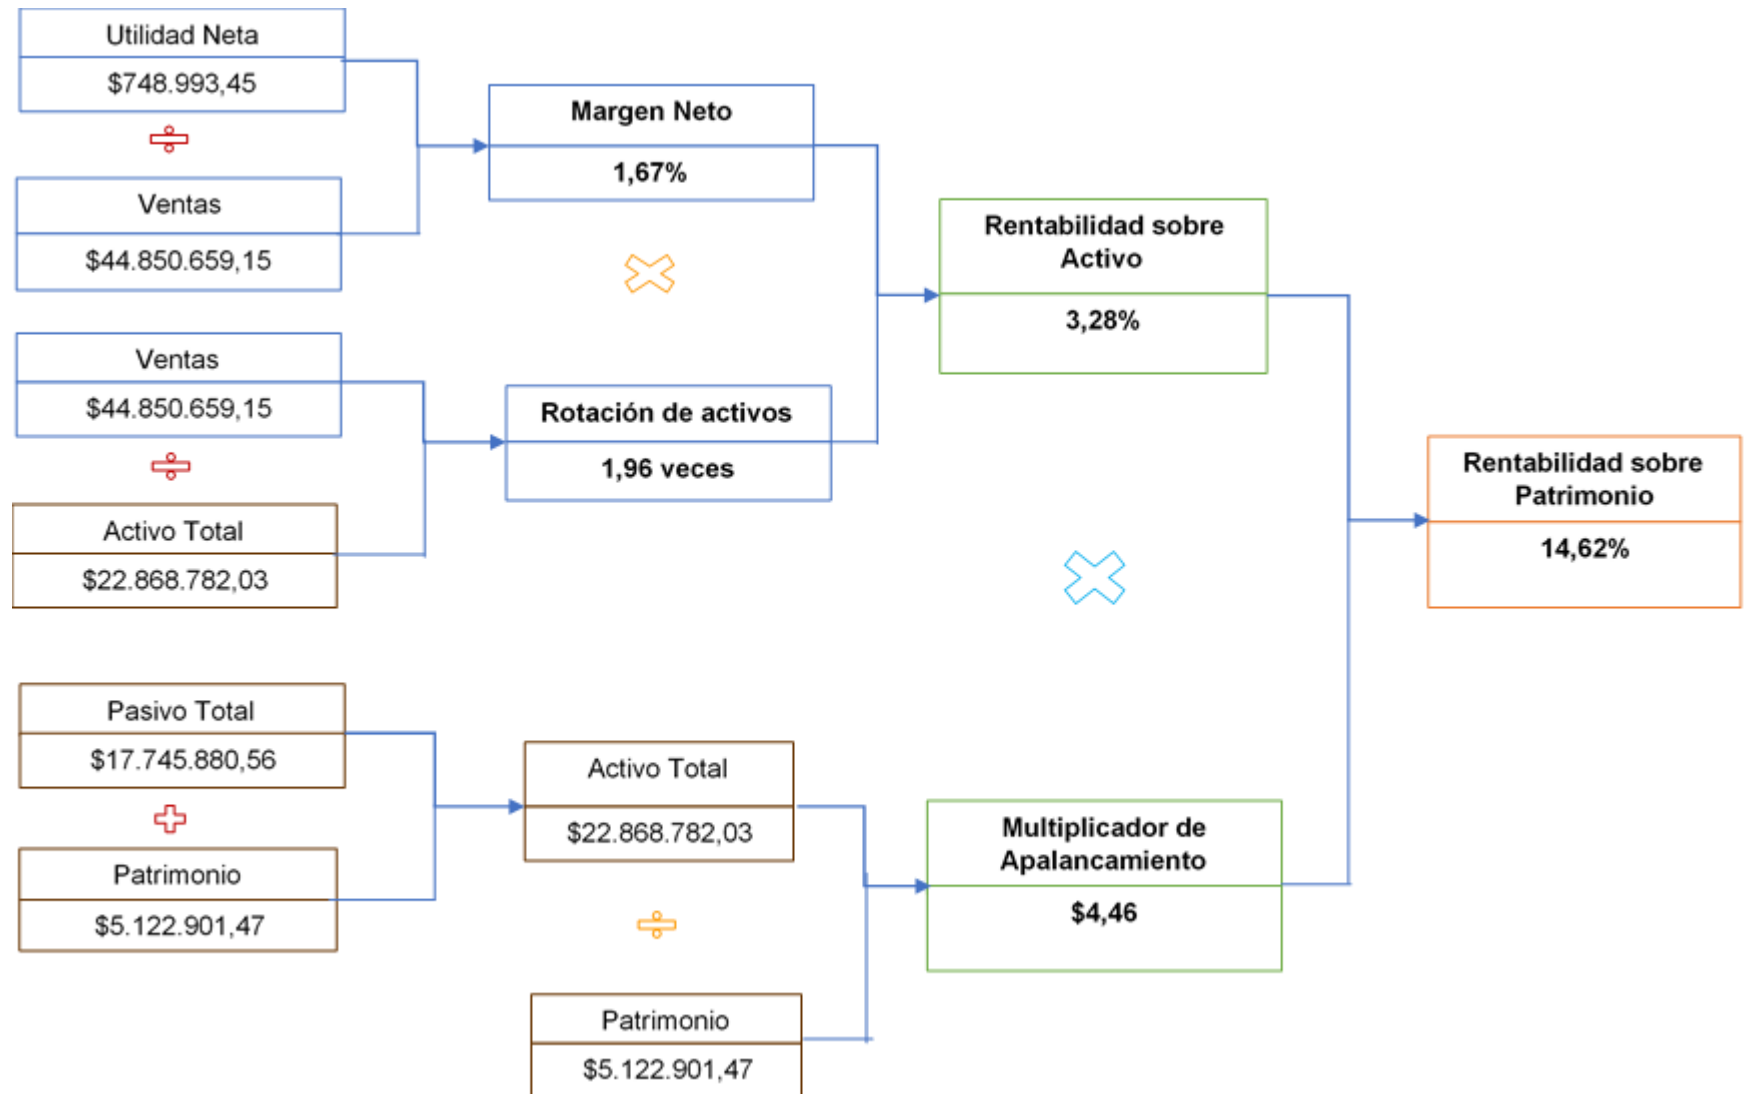 Utilidad Neta
$748.993,45
Ventas
$44.850.659,15
Margen Neto
1,67%
Ventas
$44.850.659,15
Activo Total
$22.868.782,03
Rotación de activos
1,96 veces
Rentabilidad sobre
Activo
3,28%
Pasivo Total
$17.745.880,56
Patrimonio
$5.122.901,47
Activo Total
$22.868.782,03
Patrimonio
$5.122.901,47
Multiplicador de
Apalancamiento
$4,46
Rentabilidad sobre
Patrimonio
14,62%